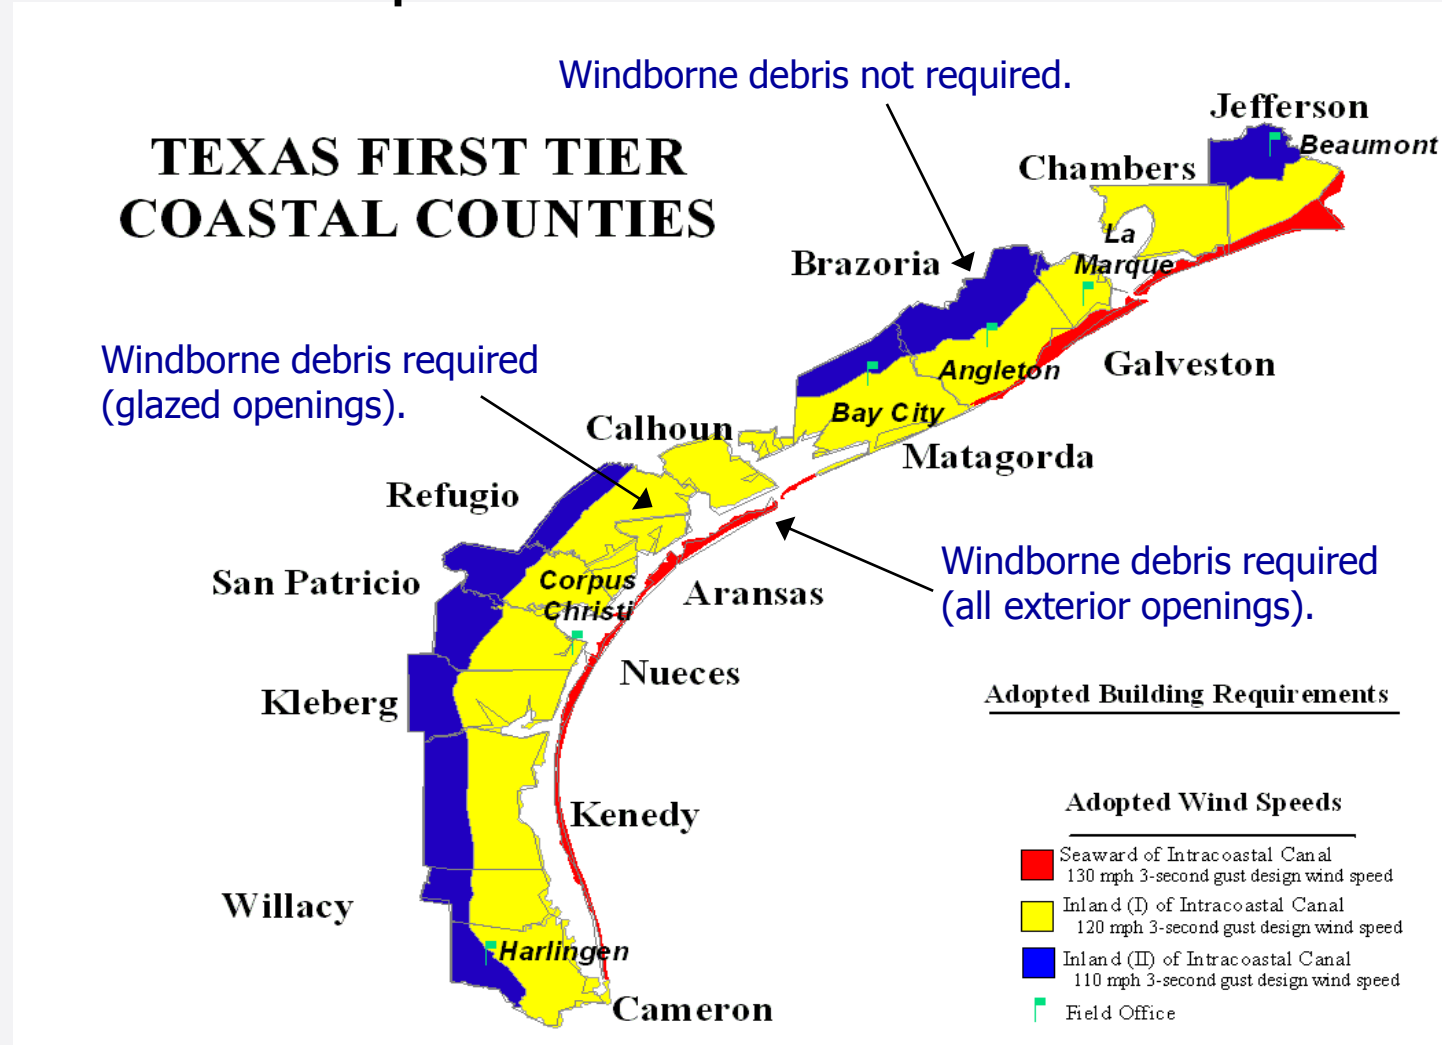 Windborne debris not required.
Jefferson
Beaumont
TEXAS FIRST TIER
COASTAL COUNTIES
Chambers
La
Marque
Brazoria
Windborne debris required
(glazed openings).
Galveston
Angleton
Bay City
Calhoun
Matagorda
Refugio
Windborne debris required
(all exterior openings).
San Patricio
Corpus
Christi
Aransas
Nueces
Kleberg
Adopted Building Requirements
Kenedy
Adopted Wind Speeds
Seaward of Intracoastal Canal
130 mph 3-second gust design wind speed
Willacy
Inland (I) of Intracoastal Canal
120 mph 3-second gust design wind speed
Harlingen
Inland (II) of Intracoastal Canal
110 mph 3-second gust design wind speed
Cameron
Field Office